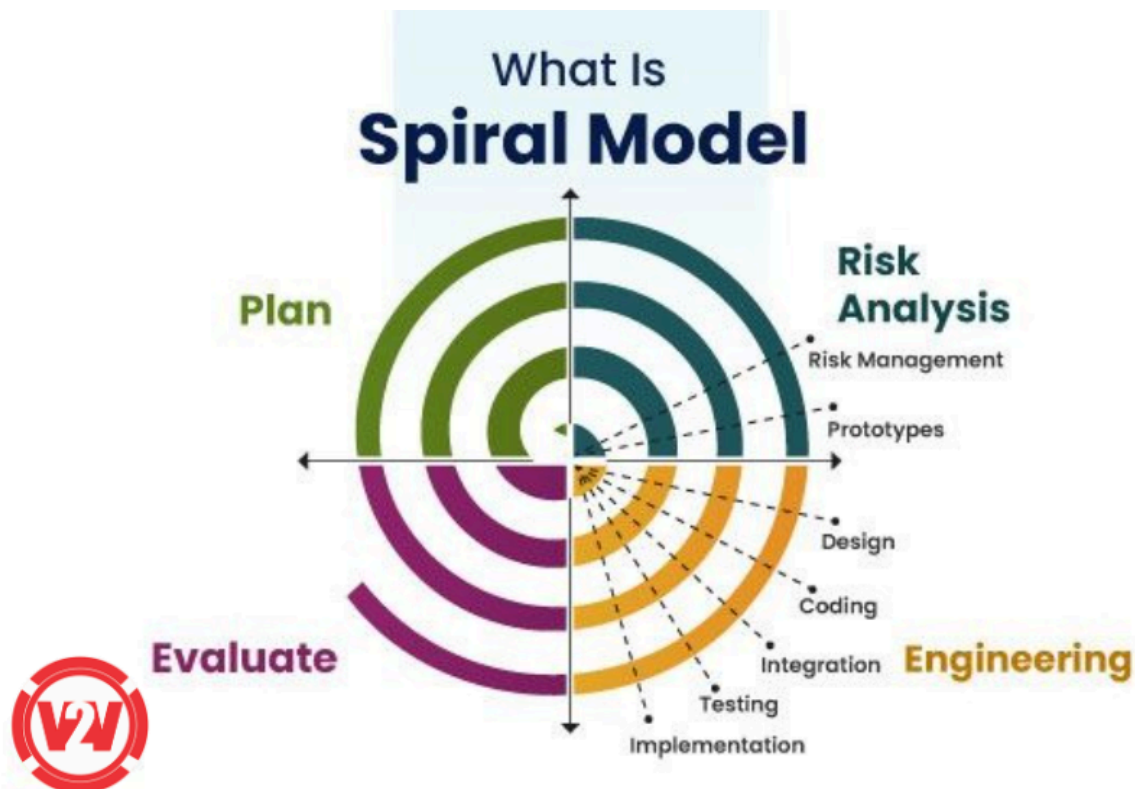 What Is
Spiral Model
Plan
Risk
Analysis
Risk Management
Prototypes
Design
Coding
Integration
Engineering
Testing
Implementation
Evaluate
V2V